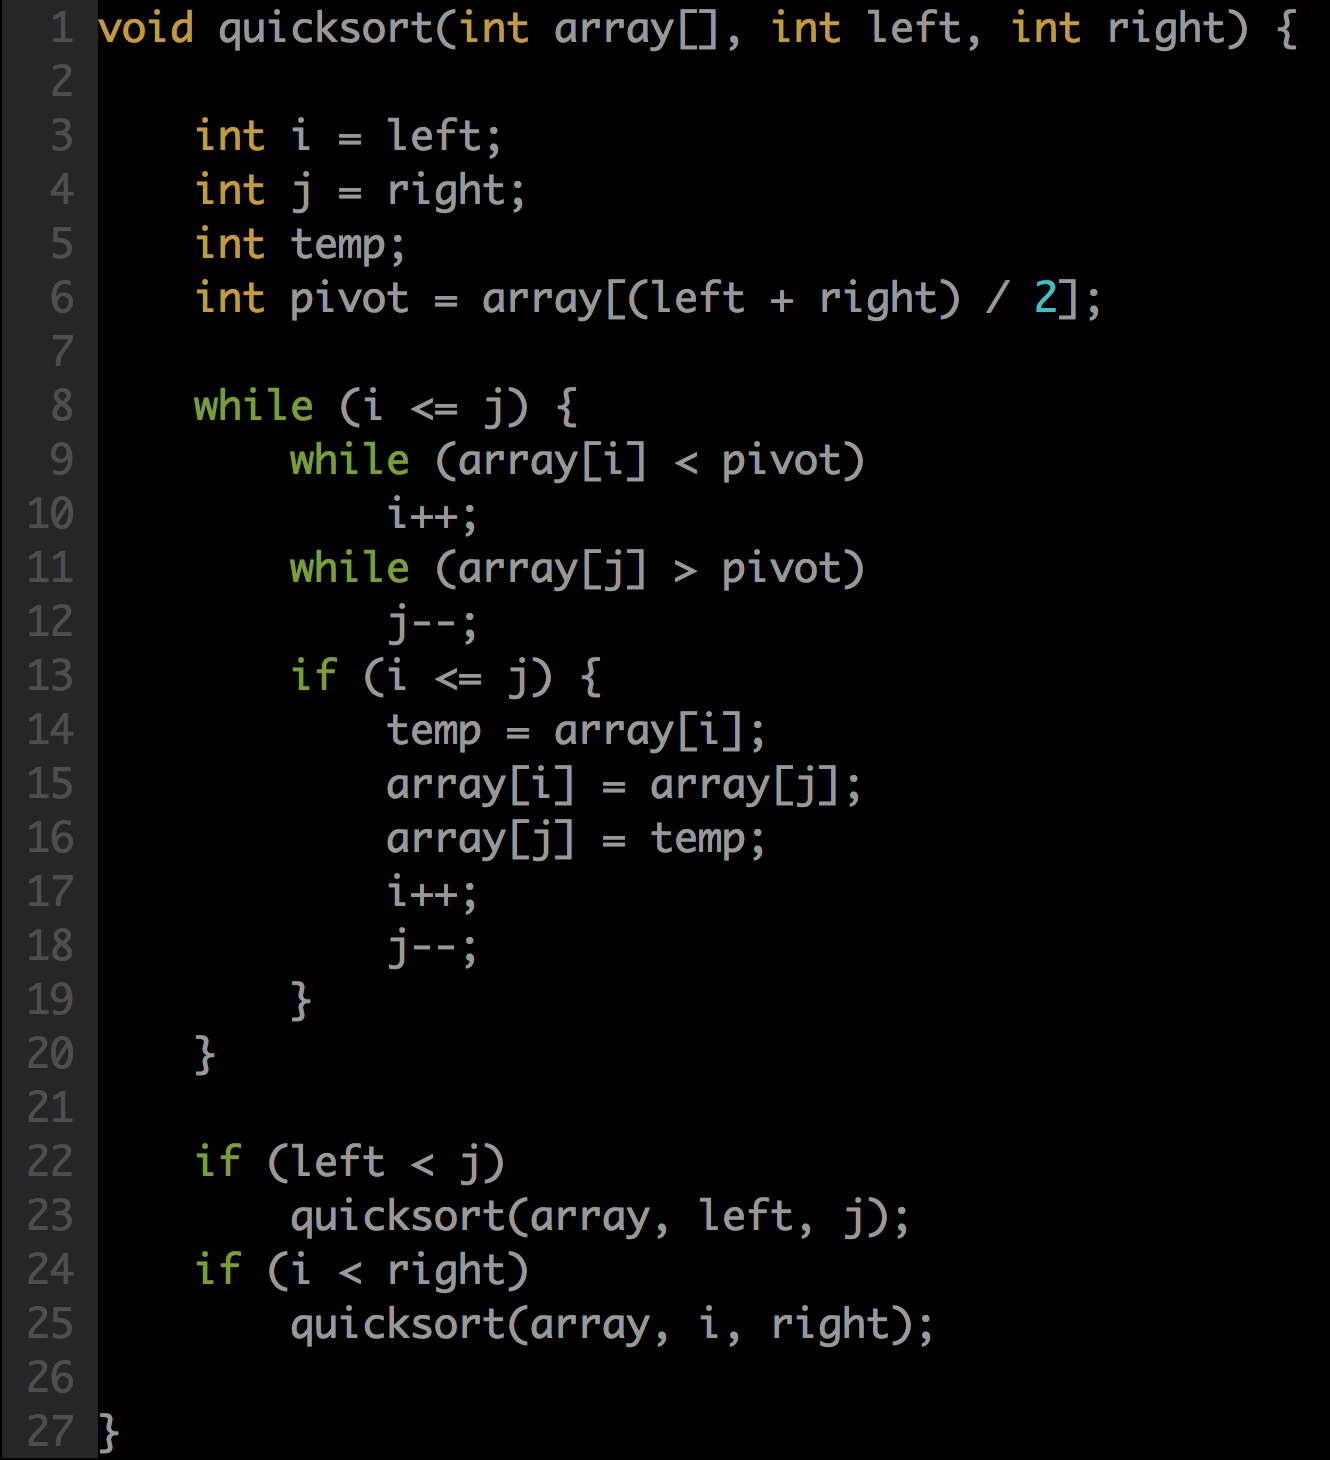 1 void quicksort(int array[], int left, int right) {
2
3     int i = left;
4     int j = right;
5     int temp;
6     int pivot = array[(left + right) / 2];
7
8     while (i <= j) {
9         while (array[i] < pivot)
10             i++;
11         while (array[j] > pivot)
12             j--;
13         if (i <= j) {
14             temp = array[i];
15             array[i] = array[j];
16             array[j] = temp;
17             i++;
18             j--;
19         }
20     }
21
22     if (left < j)
23         quicksort(array, left, j);
24     if (i < right)
25         quicksort(array, i, right);
26
27 }